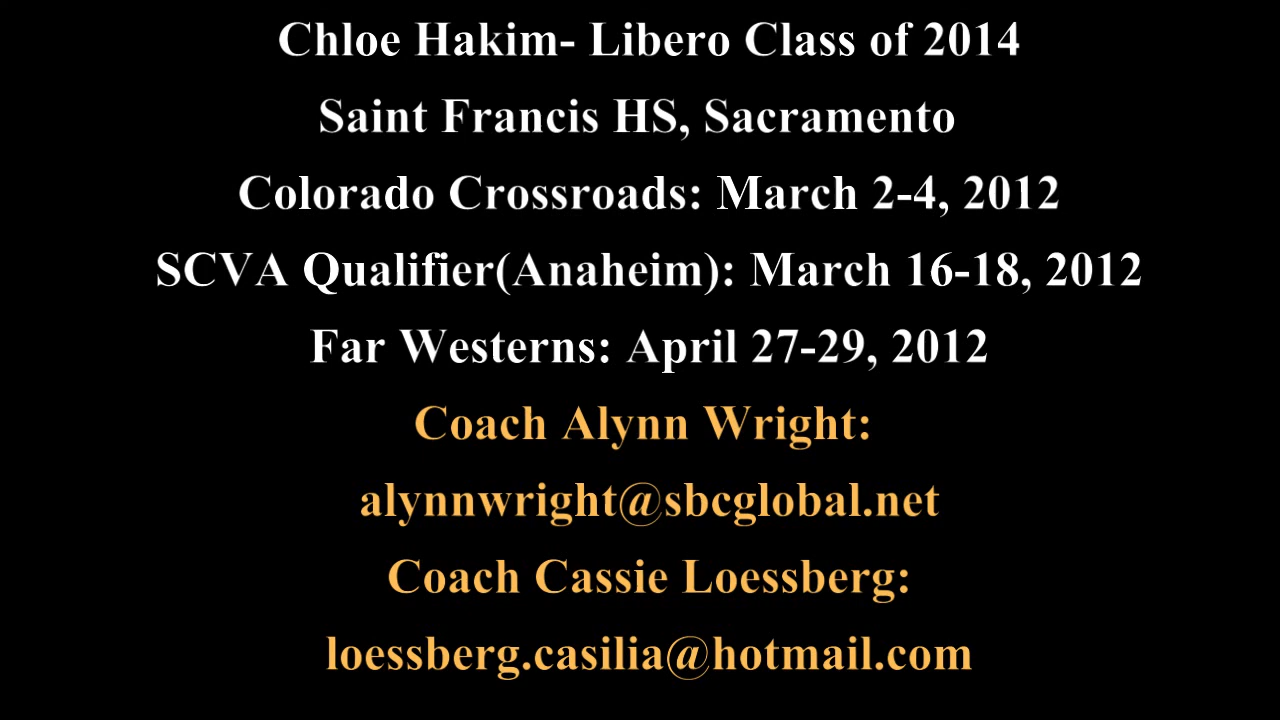 Chloe Hakim- Libero Class of 2014
Saint Francis HS, Sacramento
Colorado Crossroads: March 2-4, 2012
SCVA Qualifier(Anaheim): March 16-18, 2012
Far Westerns: April 27-29, 2012
Coach Alynn Wright:
alynnwright@sbcglobal.net
Coach Cassie Loessberg:
loessberg.casilia@hotmail.com